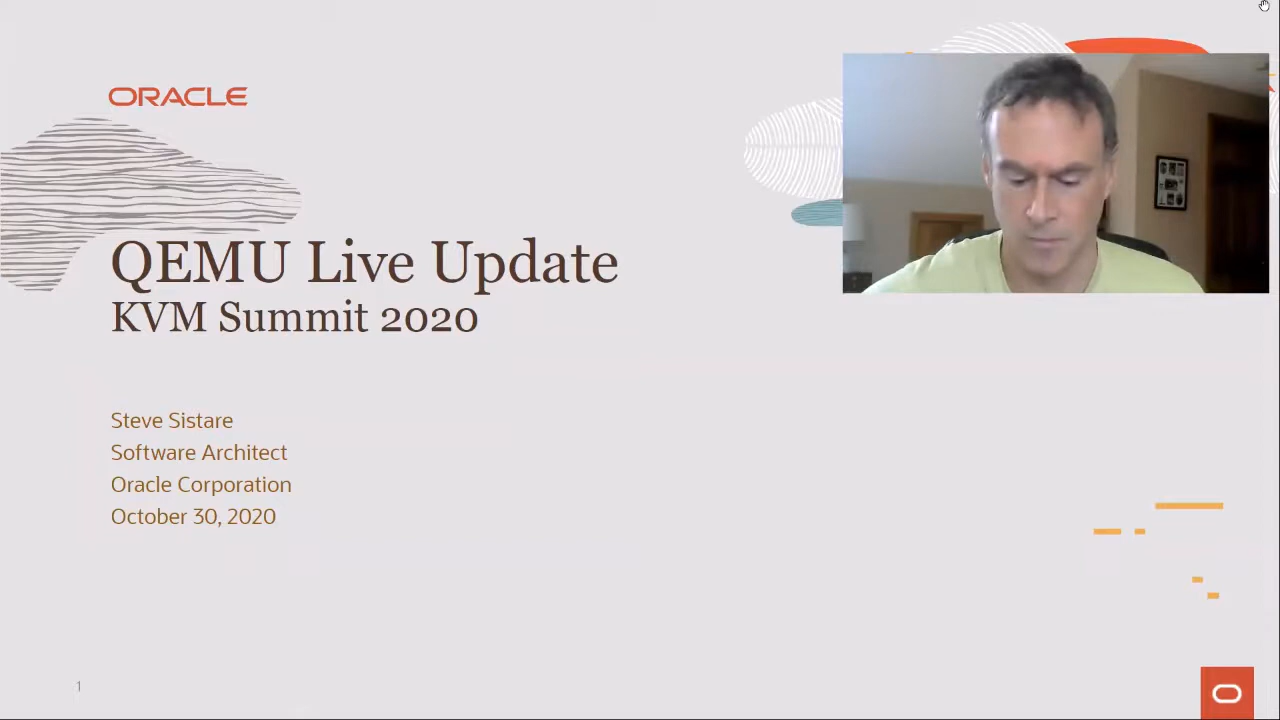 ORACLE
QEMU Live Update
KVM Summit 2020
Steve Sistare
Software Architect
Oracle Corporation
October 30, 2020
1